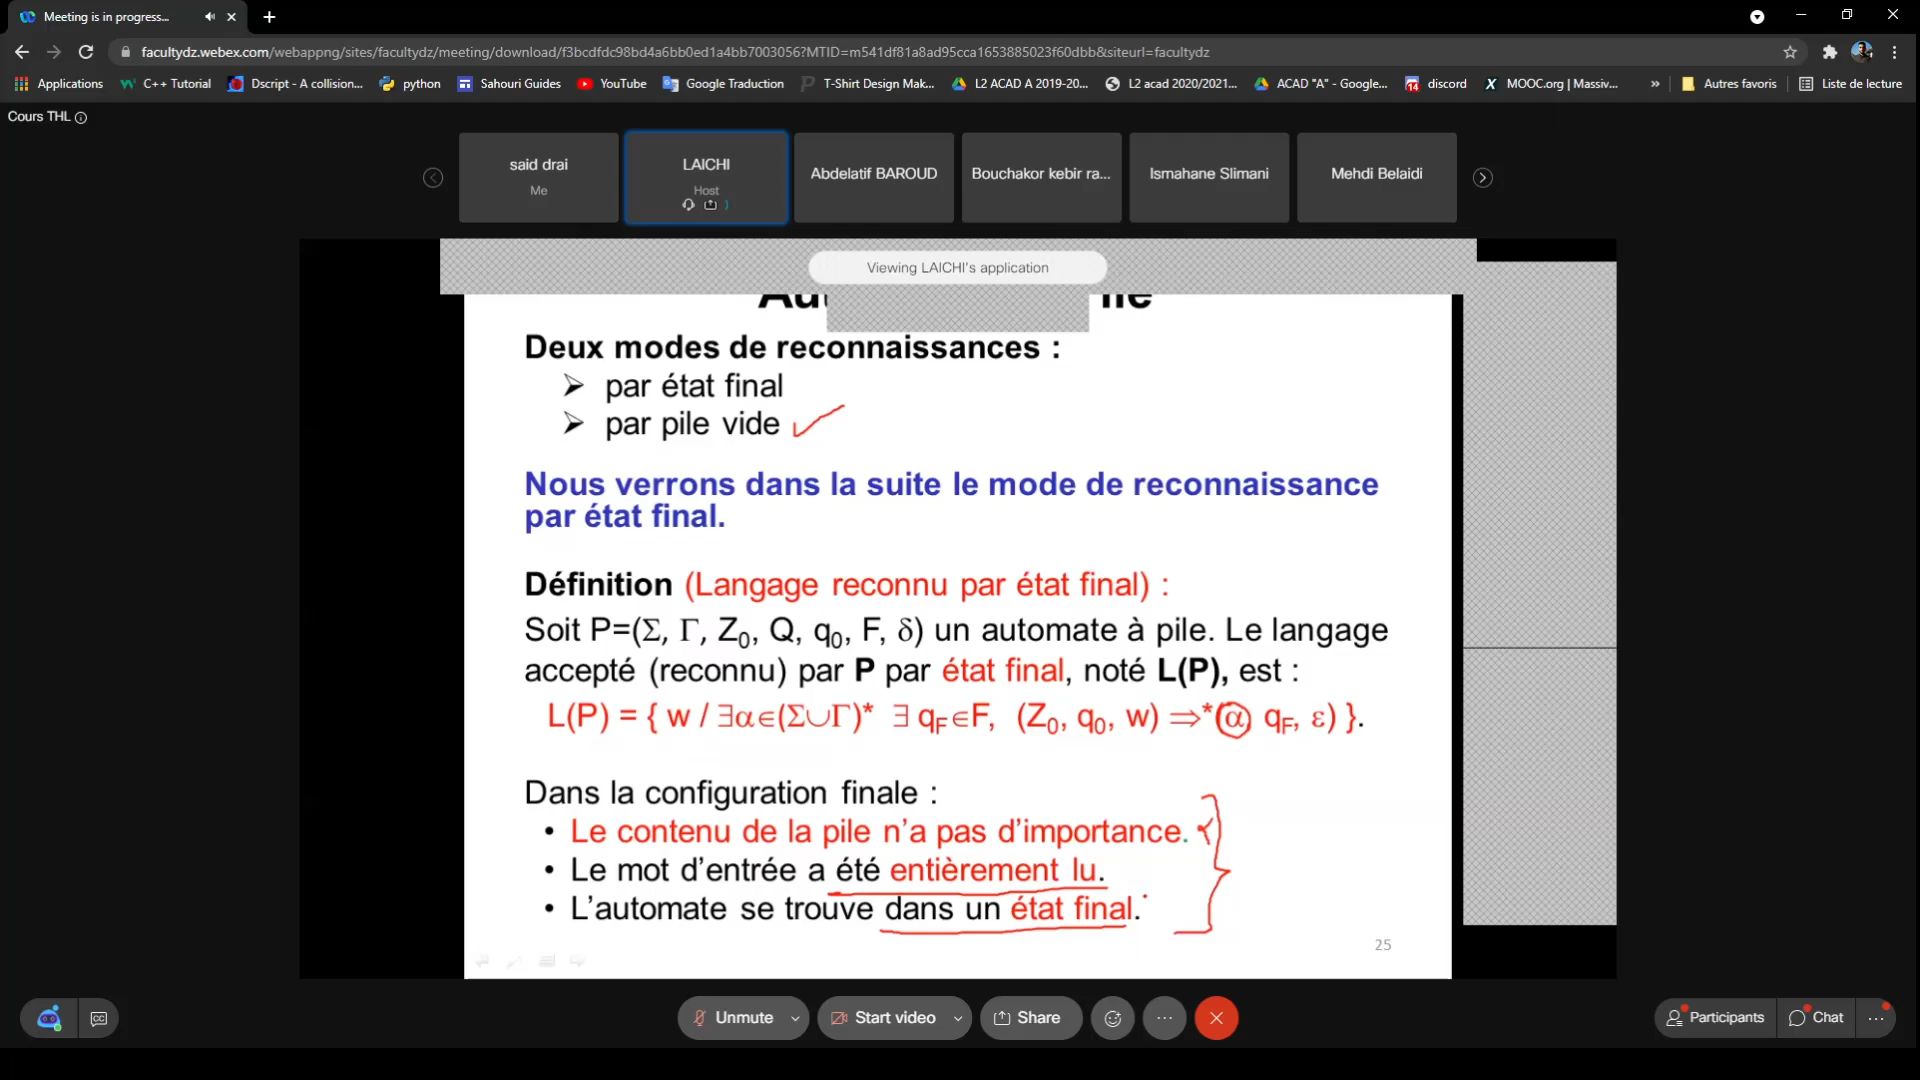 Meeting is in progress...
facultydz.webex.com/webappng/sites/facultydz/meeting/download/f3bcdfdc98bd4a6bb0ed1a4bb7003056?MTID=m541df81a8ad95cca1653885023f60dbb&siteurl=facultydz
Applications C++ Tutorial Dscript - A collision... python Sahouri Guides YouTube Google Traduction T-Shirt Design Mak... L2 ACAD A 2019-20... L2 acad 2020/2021... ACAD "A" - Google... 14 discord X MOOC.org | Massiv... » Autres favoris Liste de lecture
Cours THL
said drai
Me
LAICHI
Host
Abdelatif BAROUD
Bouchakor kebir ra...
Ismahane Slimani
Mehdi Belaidi
Viewing LAICHI's application
Deux modes de reconnaissances :
➢ par état final
➢ par pile vide
Nous verrons dans la suite le mode de reconnaissance
par état final.
Définition (Langage reconnu par état final) :
Soit P=(Σ, Γ, Z₀, Q, q₀, F, δ) un automate à pile. Le langage
accepté (reconnu) par P par état final, noté L(P), est :
L(P) = { w / ∃α∈(Σ∪Γ)* ∃ qF∈F, (Z₀, q₀, w) ⇒*(α, qF, ε) }.
Dans la configuration finale :
• Le contenu de la pile n’a pas d’importance.
• Le mot d’entrée a été entièrement lu.
• L’automate se trouve dans un état final.
25
Unmute Start video Share Participants Chat